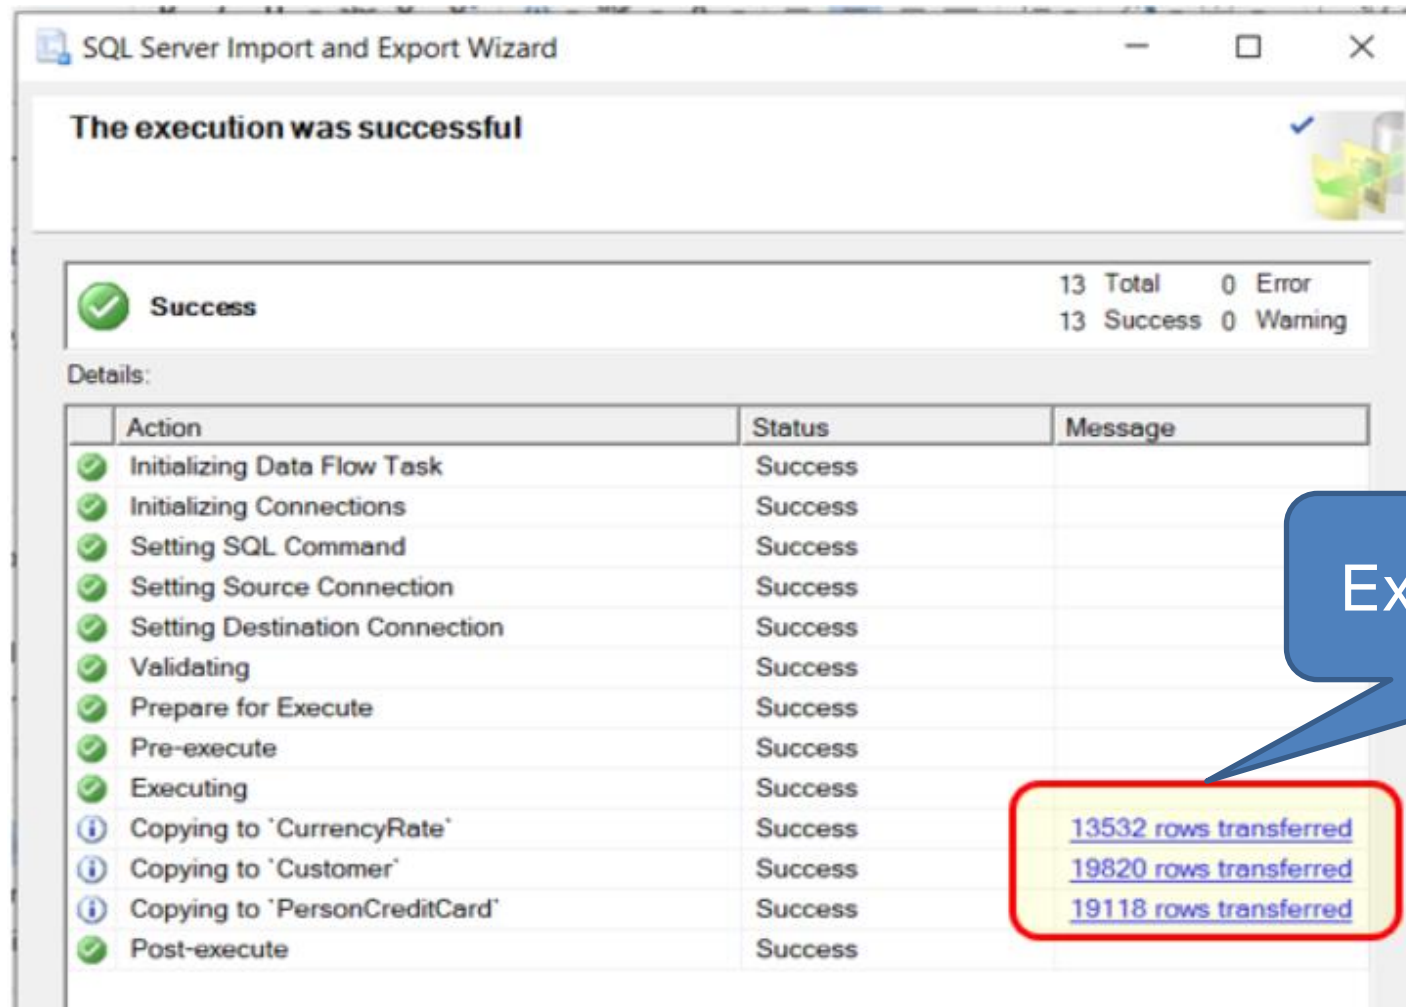 SQL Server Import and Export Wizard
The execution was successful
Success
13 Total 0 Error
13 Success 0 Warning
Details:
Action Status Message
Initializing Data Flow Task Success
Initializing Connections Success
Setting SQL Command Success
Setting Source Connection Success
Setting Destination Connection Success
Validating Success
Prepare for Execute Success
Pre-execute Success
Executing Success
Copying to `CurrencyRate` Success 13532 rows transferred
Copying to `Customer` Success 19820 rows transferred
Copying to `PersonCreditCard` Success 19118 rows transferred
Post-execute Success
Ex